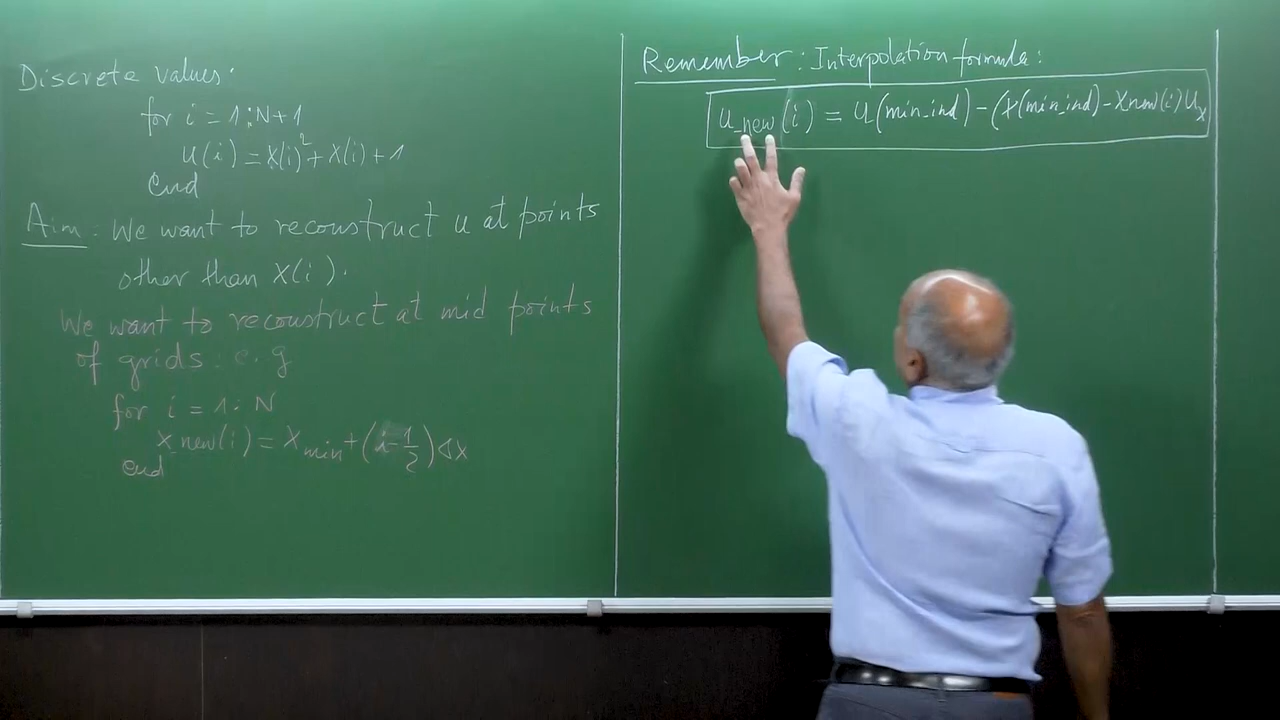 Discrete values:
for i = 1:N+1
u(i) = X(i)² + X(i) + 1
end
Aim: We want to reconstruct u at points
other than X(i).
We want to reconstruct at mid points
of grids: e.g
for i = 1:N
x_new(i) = X_min + (i - 1/2) Δx
end
Remember: Interpolation formula:
u_new(i) = U(min_ind) - (X(min_ind) - Xnew(i) U_x